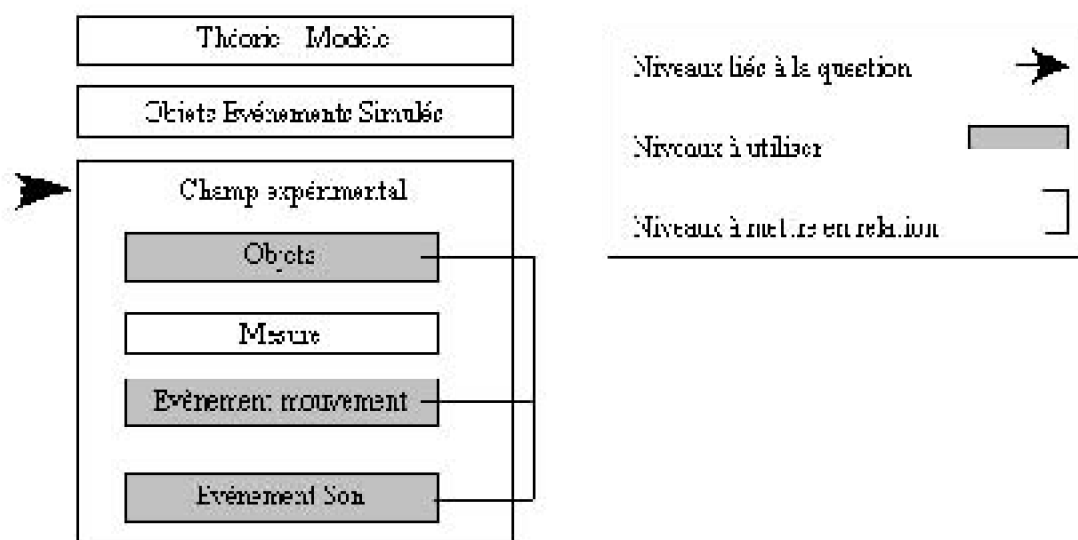 Théorie Modèle
Objets Evénements Simulés
Champ expérimental
Objets
Mesure
Evènement mouvement
Evénement Son
Niveaux liés à la question
Niveaux à utiliser
Niveaux à mettre en relation